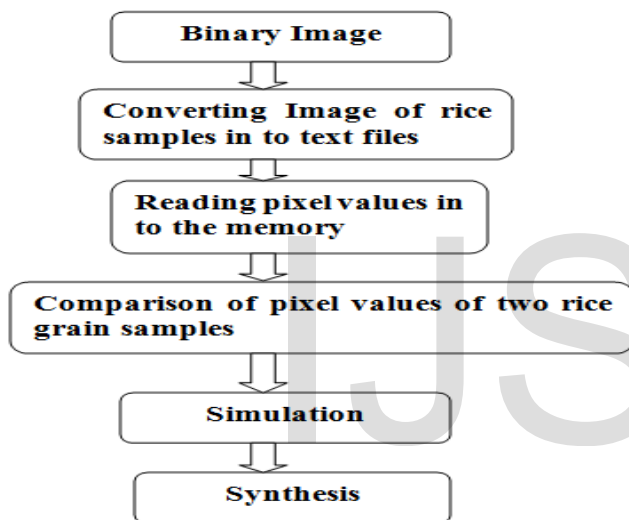 Binary Image
Converting Image of rice
samples in to text files
Reading pixel values in
to the memory
Comparison of pixel values of two rice
grain samples
IJS
Simulation
Synthesis